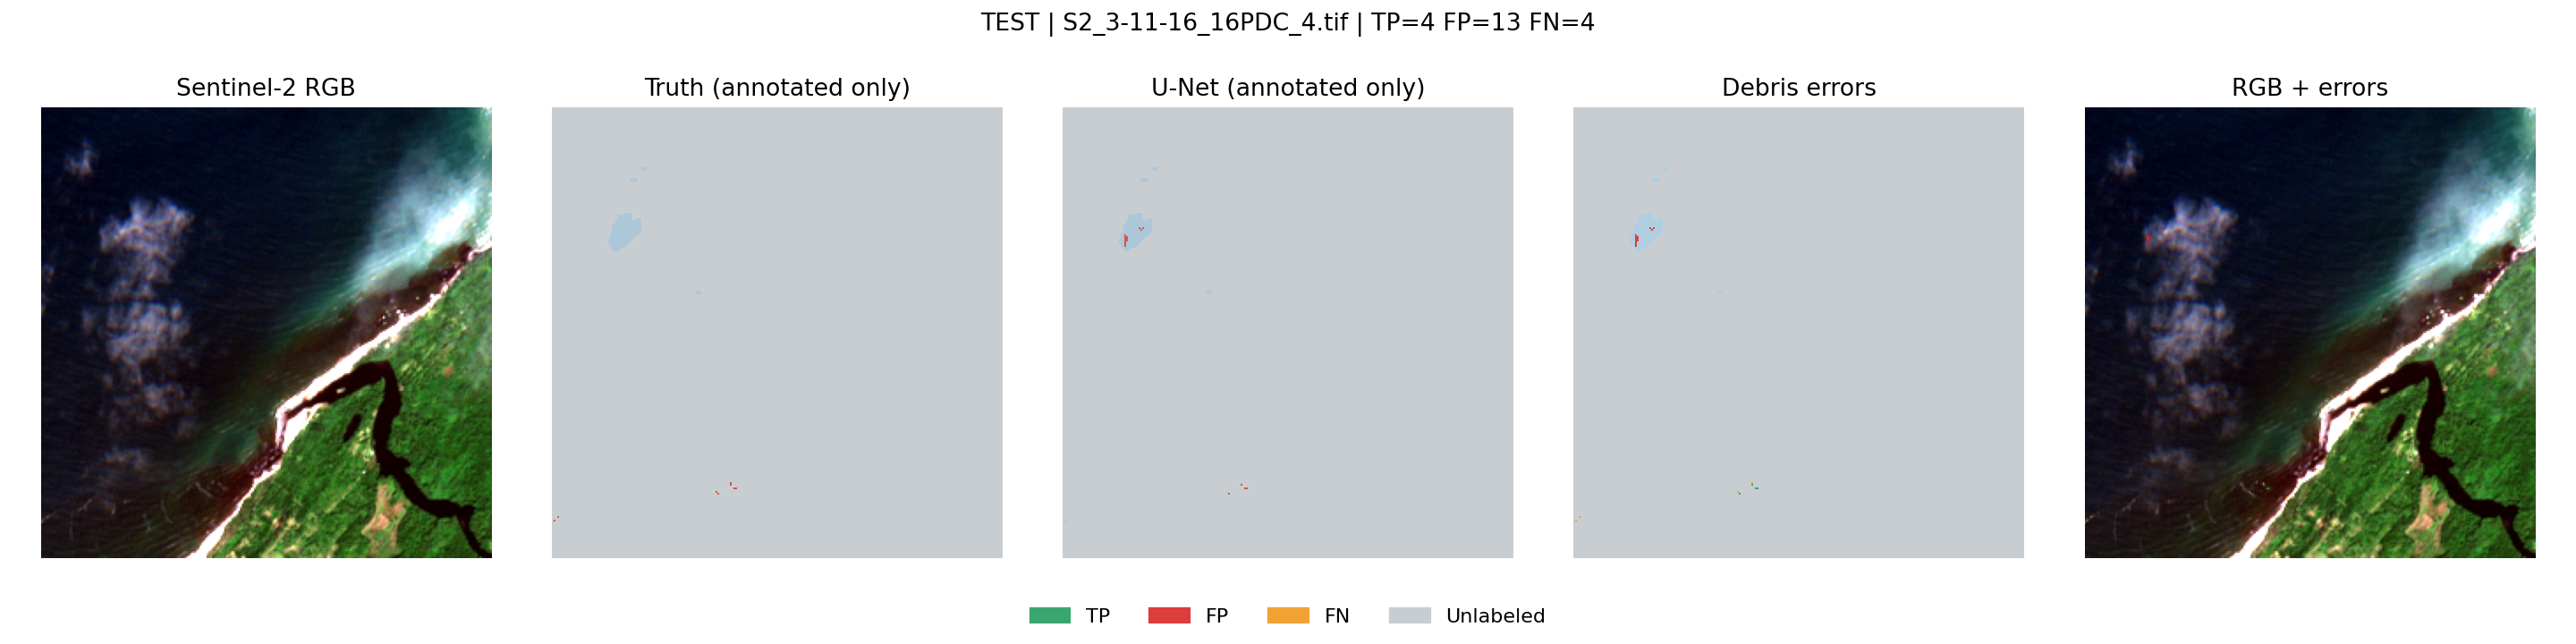 TEST | S2_3-11-16_16PDC_4.tif | TP=4 FP=13 FN=4
Sentinel-2 RGB
Truth (annotated only)
U-Net (annotated only)
Debris errors
RGB + errors
TP
FP
FN
Unlabeled